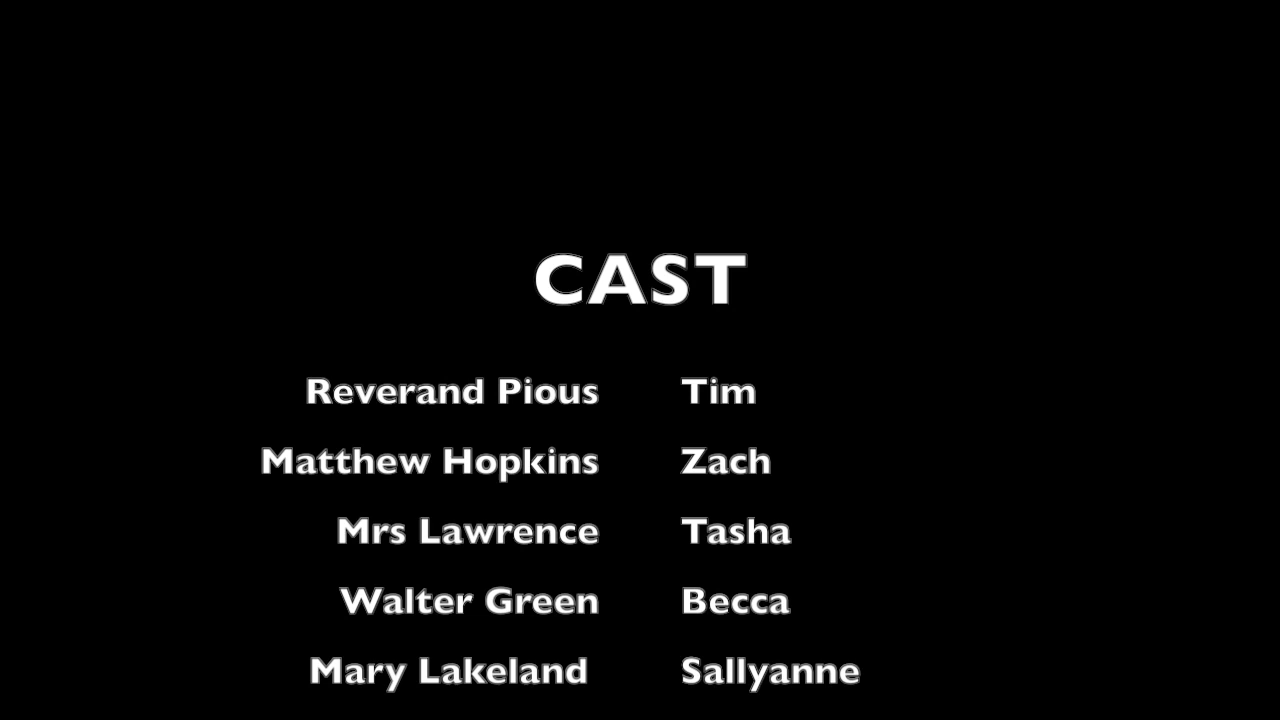 CAST
Reverand Pious Tim
Matthew Hopkins Zach
Mrs Lawrence Tasha
Walter Green Becca
Mary Lakeland Sallyanne